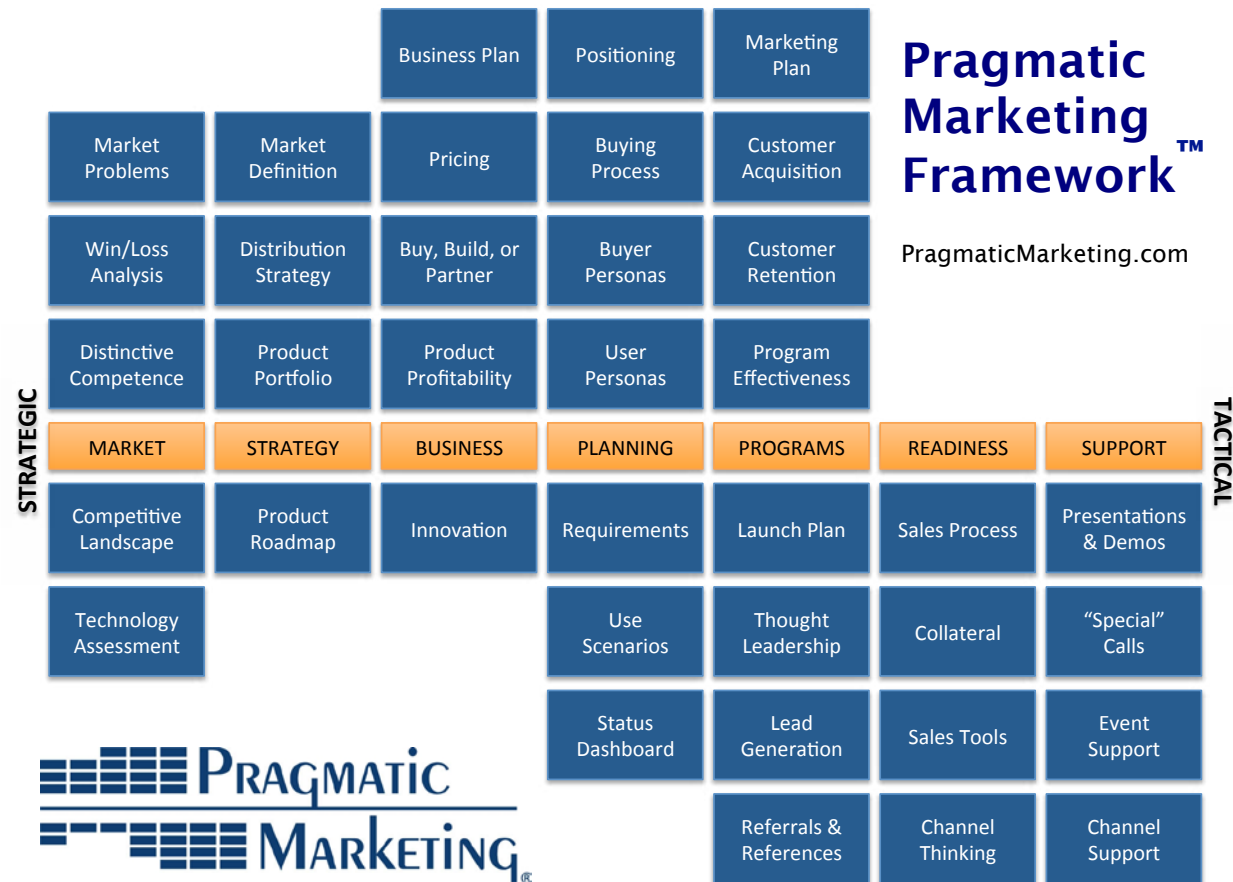 Business Plan
Positioning
Marketing
Plan
Pragmatic
Marketing
Framework™
PragmaticMarketing.com
Market
Problems
Market
Definition
Pricing
Buying
Process
Customer
Acquisition
Win/Loss
Analysis
Distribution
Strategy
Buy, Build, or
Partner
Buyer
Personas
Customer
Retention
Distinctive
Competence
Product
Portfolio
Product
Profitability
User
Personas
Program
Effectiveness
STRATEGIC
MARKET
STRATEGY
BUSINESS
PLANNING
PROGRAMS
READINESS
SUPPORT
TACTICAL
Competitive
Landscape
Product
Roadmap
Innovation
Requirements
Launch Plan
Sales Process
Presentations
& Demos
Technology
Assessment
Use
Scenarios
Thought
Leadership
Collateral
“Special”
Calls
Status
Dashboard
Lead
Generation
Sales Tools
Event
Support
Referrals &
References
Channel
Thinking
Channel
Support
PRAGMATIC
MARKETING®